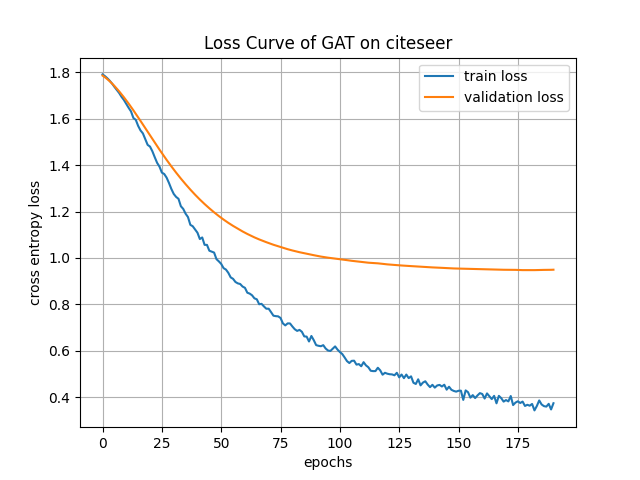 Loss Curve of GAT on citeseer
train loss
validation loss
cross entropy loss
1.8
1.6
1.4
1.2
1.0
0.8
0.6
0.4
0 25 50 75 100 125 150 175
epochs